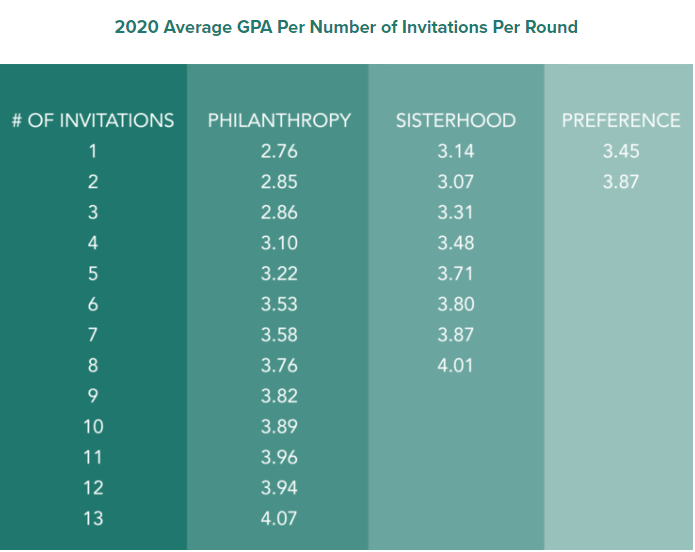 2020 Average GPA Per Number of Invitations Per Round
# OF INVITATIONS PHILANTHROPY SISTERHOOD PREFERENCE
1 2.76 3.14 3.45
2 2.85 3.07 3.87
3 2.86 3.31
4 3.10 3.48
5 3.22 3.71
6 3.53 3.80
7 3.58 3.87
8 3.76 4.01
9 3.82
10 3.89
11 3.96
12 3.94
13 4.07